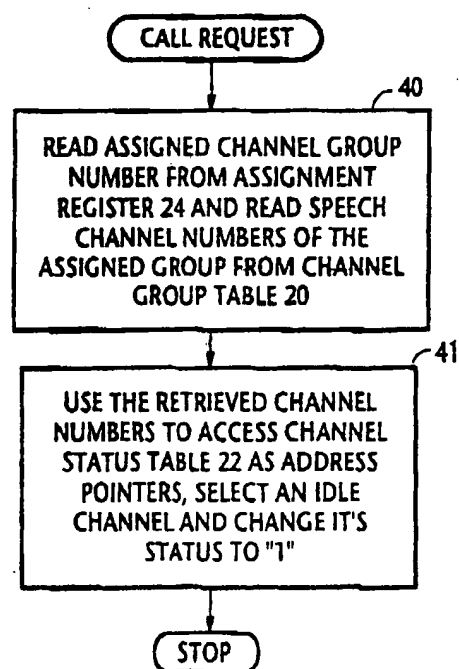 CALL REQUEST
40
READ ASSIGNED CHANNEL GROUP
NUMBER FROM ASSIGNMENT
REGISTER 24 AND READ SPEECH
CHANNEL NUMBERS OF THE
ASSIGNED GROUP FROM CHANNEL
GROUP TABLE 20
41
USE THE RETRIEVED CHANNEL
NUMBERS TO ACCESS CHANNEL
STATUS TABLE 22 AS ADDRESS
POINTERS, SELECT AN IDLE
CHANNEL AND CHANGE IT'S
STATUS TO "1"
STOP